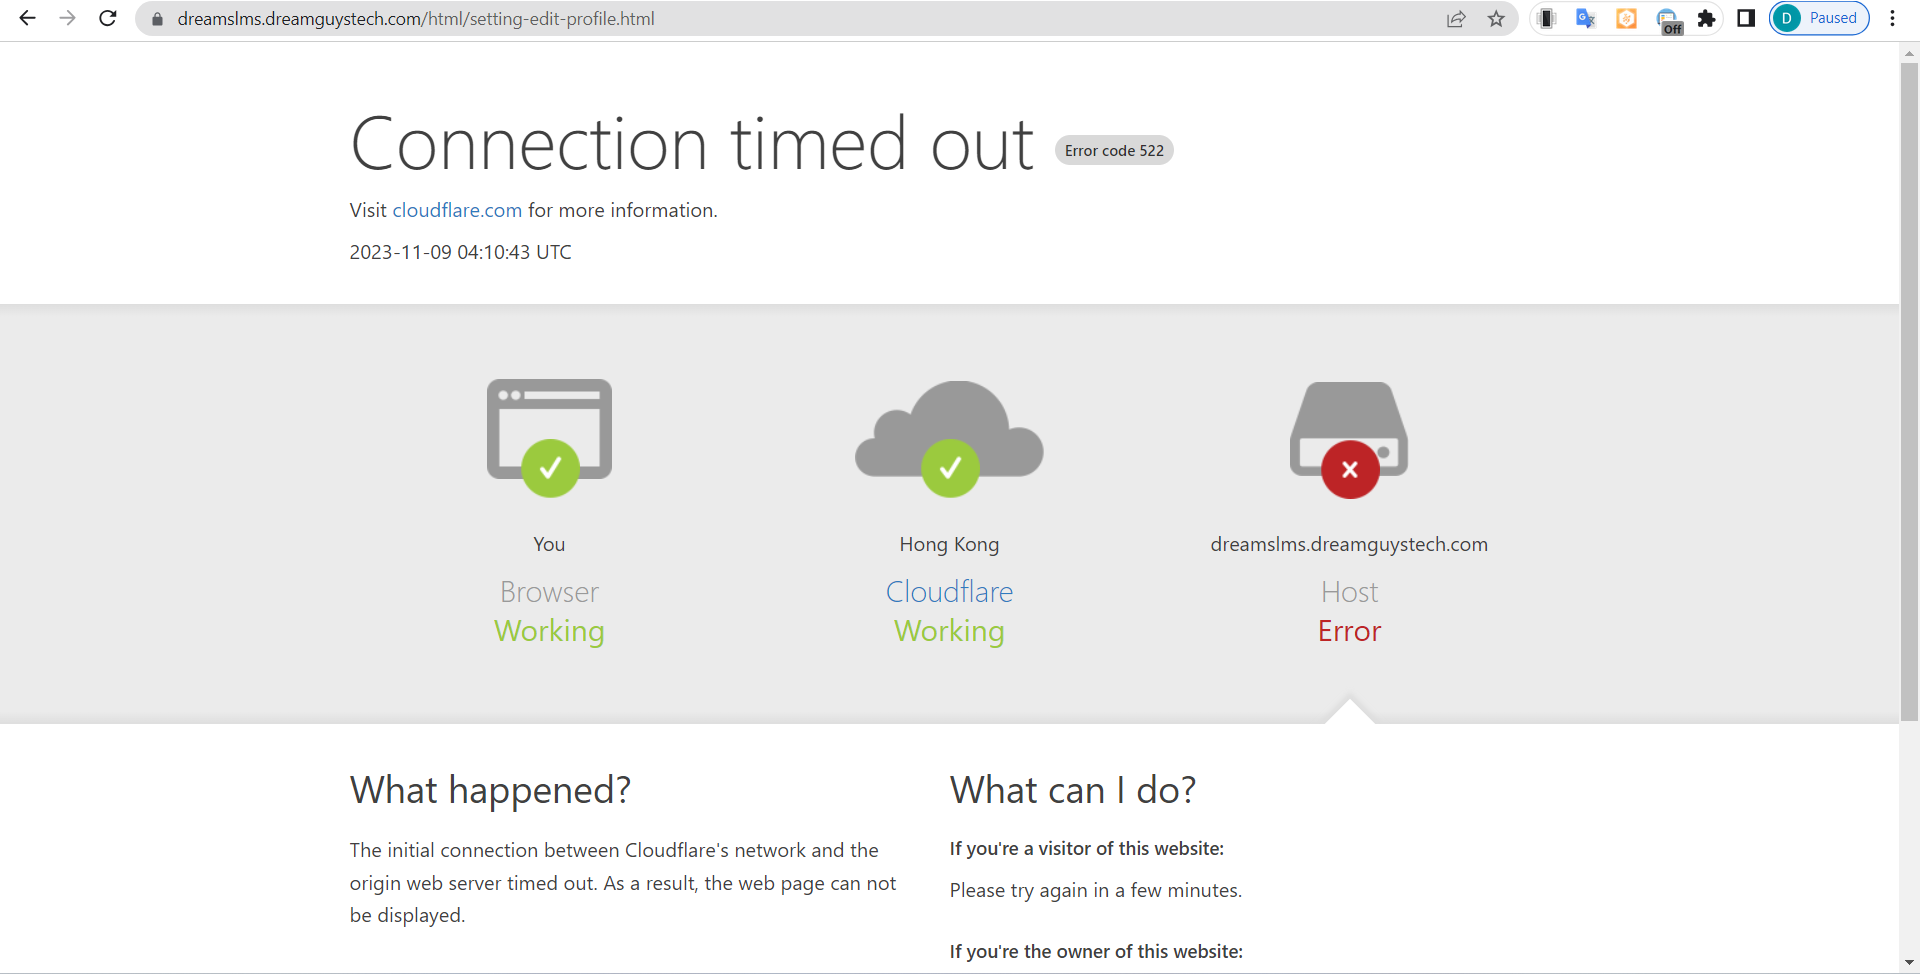 dreamslms.dreamguystech.com/html/setting-edit-profile.html
Off
D
Paused
Connection timed out
Error code 522
Visit cloudflare.com for more information.
2023-11-09 04:10:43 UTC
You
Browser
Working
Hong Kong
Cloudflare
Working
dreamslms.dreamguystech.com
Host
Error
What happened?
The initial connection between Cloudflare's network and the
origin web server timed out. As a result, the web page can not
be displayed.
What can I do?
If you're a visitor of this website:
Please try again in a few minutes.
If you're the owner of this website: